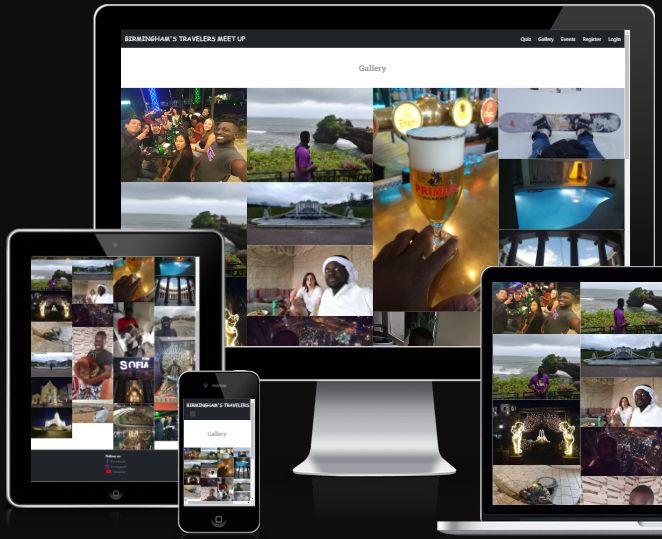 BIRMINGHAM'S TRAVELERS MEET UP
Quiz Gallery Events Register Login
Gallery
PRIMUS
SOFIA
Follow us
BIRMINGHAM'S TRAVELERS
Gallery